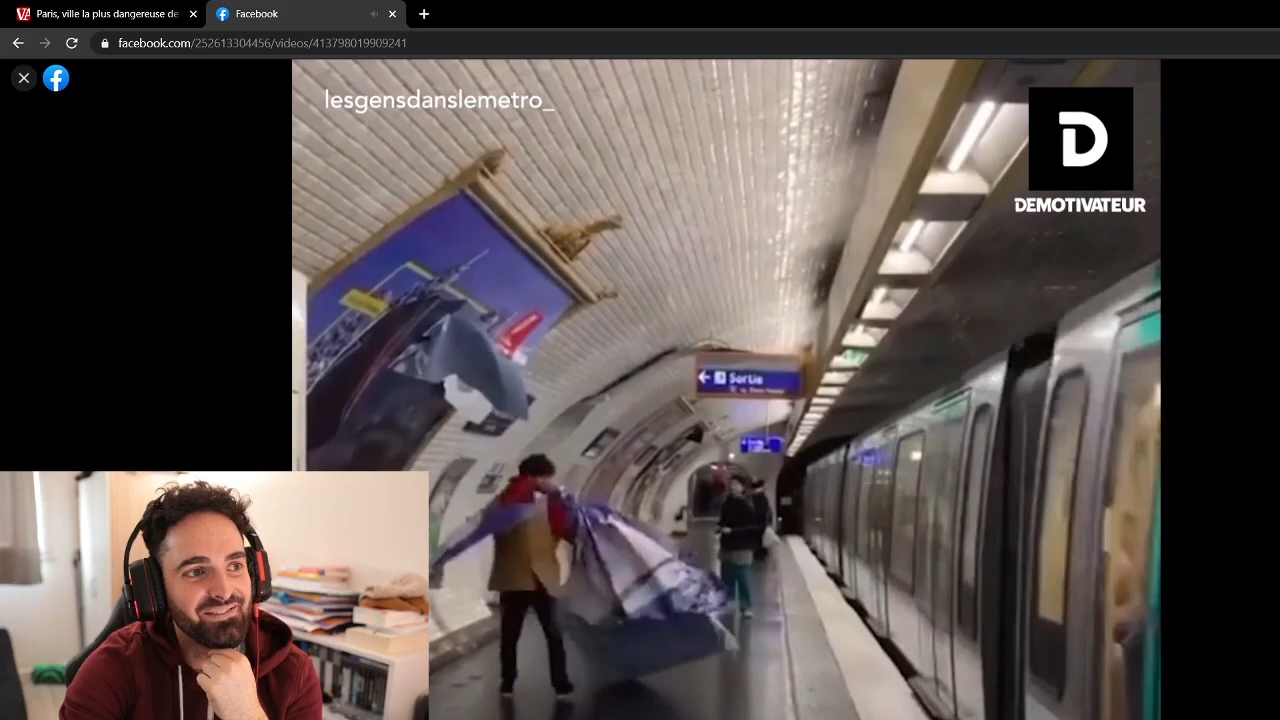 Paris, ville la plus dangereuse de
Facebook
facebook.com/252613304456/videos/413798019909241
lesgensdanslemetro_
D
DEMOTIVATEUR
Sortie